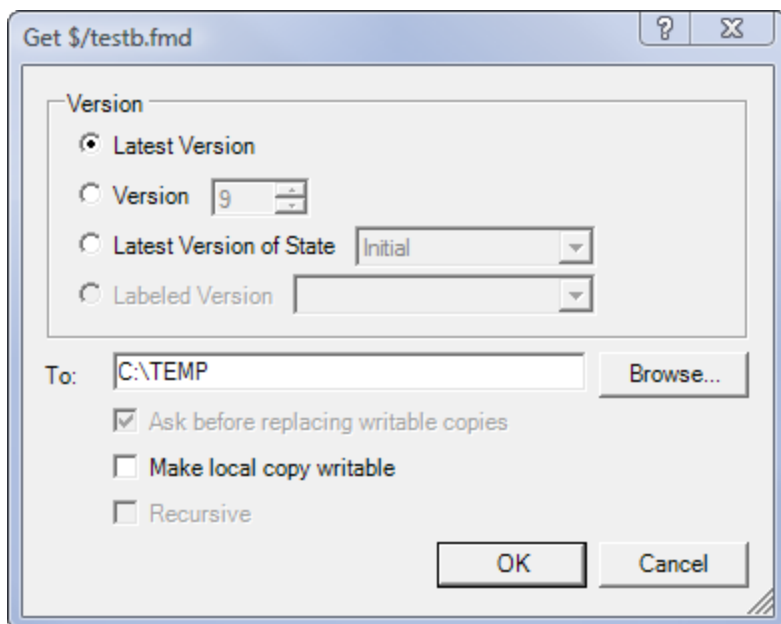 Get $/testb.fmd
Version
Latest Version
Version 9
Latest Version of State Initial
Labeled Version
To: C:\TEMP Browse...
Ask before replacing writable copies
Make local copy writable
Recursive
OK Cancel